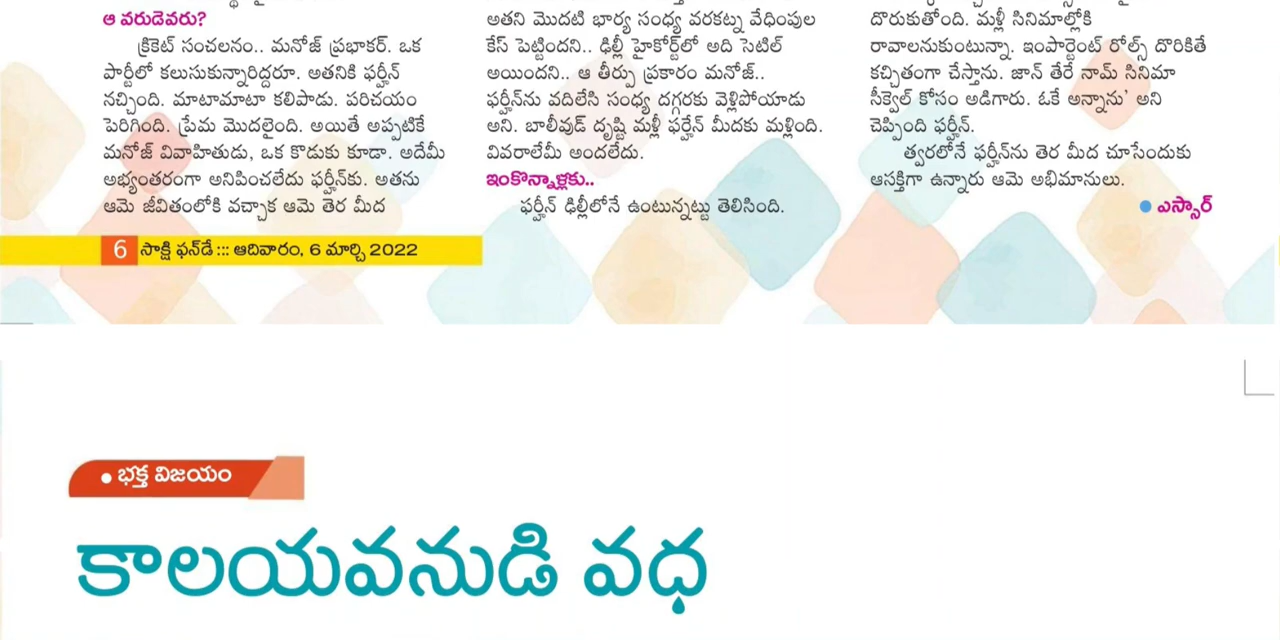 ఆ వరుడెవరు?
క్రికెట్ సంచలనం.. మనోజ్ ప్రభాకర్. ఒక
పార్టీలో కలుసుకున్నారిద్దరూ. అతనికి ఫర్హీన్
నచ్చింది. మాటామాటా కలిపాడు. పరిచయం
పెరిగింది. ప్రేమ మొదలైంది. అయితే అప్పటికే
మనోజ్ వివాహితుడు, ఒక కొడుకు కూడా. అదేమీ
అభ్యంతరంగా అనిపించలేదు ఫర్హీన్‌కు. అతను
ఆమె జీవితంలోకి వచ్చాక ఆమె తెర మీద
అతని మొదటి భార్య సంధ్య వరకట్న వేధింపుల
కేస్ పెట్టిందని.. ఢిల్లీ హైకోర్ట్‌లో అది సెటిల్
అయిందని.. ఆ తీర్పు ప్రకారం మనోజ్..
ఫర్హీన్‌ను వదిలేసి సంధ్య దగ్గరకు వెళ్లిపోయాడు
అని. బాలీవుడ్ దృష్టి మళ్లీ ఫర్హేన్ మీదకు మళ్లింది.
వివరాలేమీ అందలేదు.
ఇంకొన్నాళ్లకు..
ఫర్హీన్ ఢిల్లీలోనే ఉంటున్నట్టు తెలిసింది.
దొరుకుతోంది. మళ్లీ సినిమాల్లోకి
రావాలనుకుంటున్నా. ఇంపార్టెంట్ రోల్స్ దొరికితే
కచ్చితంగా చేస్తాను. జాన్ తేరే నామ్ సినిమా
సీక్వెల్ కోసం అడిగారు. ఓకే అన్నాను' అని
చెప్పింది ఫర్హీన్.
త్వరలోనే ఫర్హీన్‌ను తెర మీద చూసేందుకు
ఆసక్తిగా ఉన్నారు ఆమె అభిమానులు.
● ఎస్సార్
6 సాక్షి ఫన్‌డే ::: ఆదివారం, 6 మార్చి 2022
● భక్త విజయం
కాలయవనుడి వధ